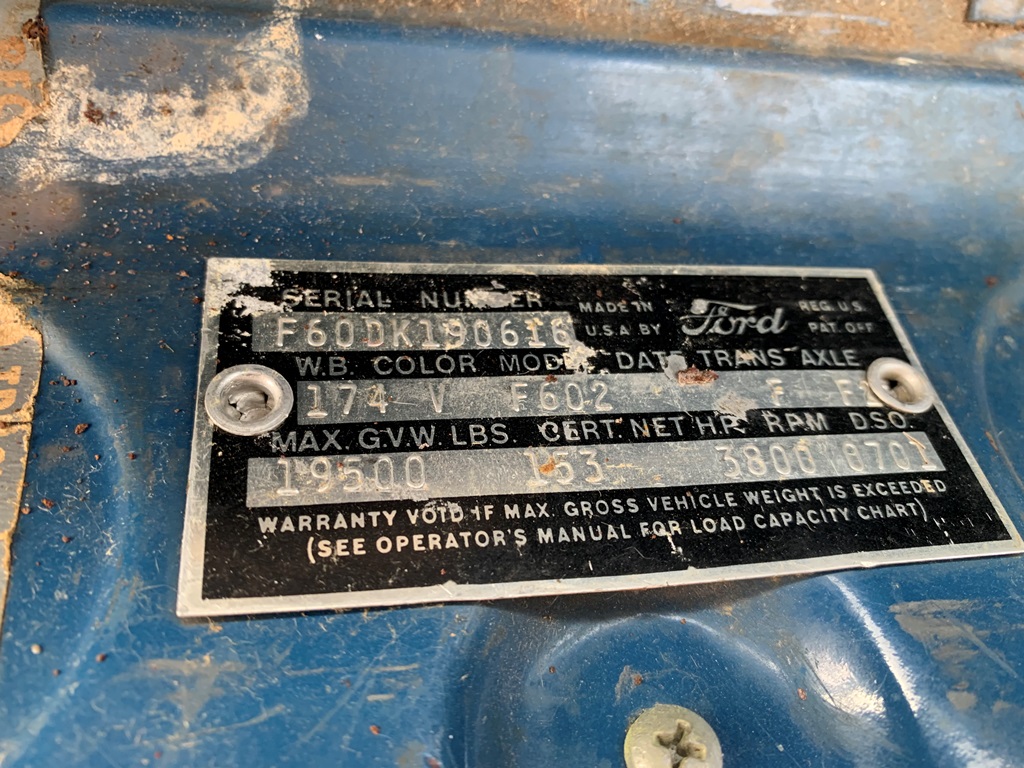 SERIAL NUMBER
MADE IN
U.S.A BY
Ford
REG. U.S.
PAT. OFF
F60DK190616
W.B. COLOR MODEL DATE TRANS AXLE
174 V F602 F
MAX. G.V.W. LBS. CERT. NET H.P. RPM D.S.O.
19500 153 3800 0701
WARRANTY VOID IF MAX. GROSS VEHICLE WEIGHT IS EXCEEDED
(SEE OPERATOR'S MANUAL FOR LOAD CAPACITY CHART)